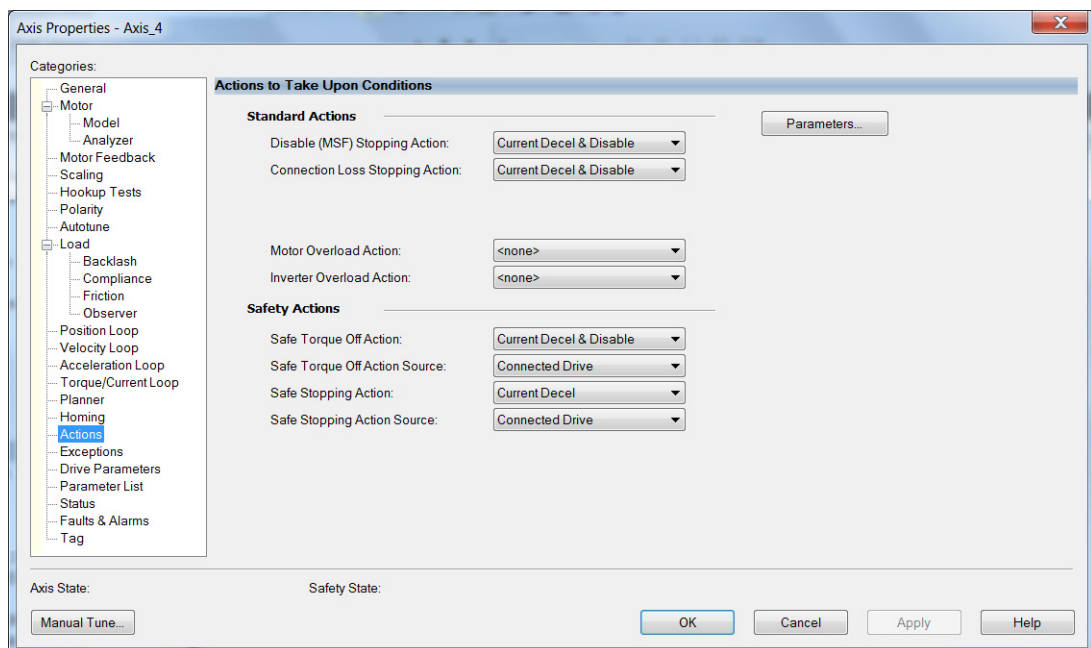 Axis Properties - Axis_4
X
Categories:
General
Motor
Model
Analyzer
Motor Feedback
Scaling
Hookup Tests
Polarity
Autotune
Load
Backlash
Compliance
Friction
Observer
Position Loop
Velocity Loop
Acceleration Loop
Torque/Current Loop
Planner
Homing
Actions
Exceptions
Drive Parameters
Parameter List
Status
Faults & Alarms
Tag
Actions to Take Upon Conditions
Standard Actions
Parameters...
Disable (MSF) Stopping Action: Current Decel & Disable
Connection Loss Stopping Action: Current Decel & Disable
Motor Overload Action: <none>
Inverter Overload Action: <none>
Safety Actions
Safe Torque Off Action: Current Decel & Disable
Safe Torque Off Action Source: Connected Drive
Safe Stopping Action: Current Decel
Safe Stopping Action Source: Connected Drive
Axis State: Safety State:
Manual Tune... OK Cancel Apply Help